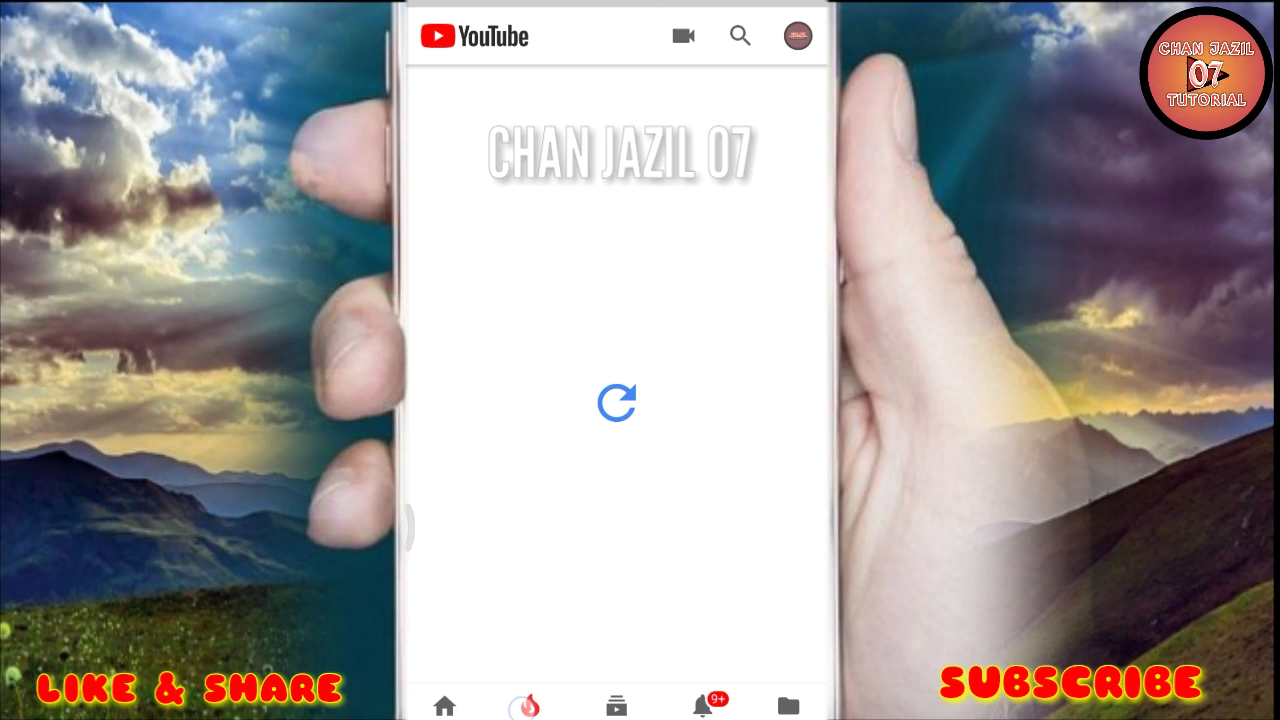 YouTube
CHAN JAZIL
07
TUTORIAL
CHAN JAZIL 07
9+
LIKE & SHARE
SUBSCRIBE